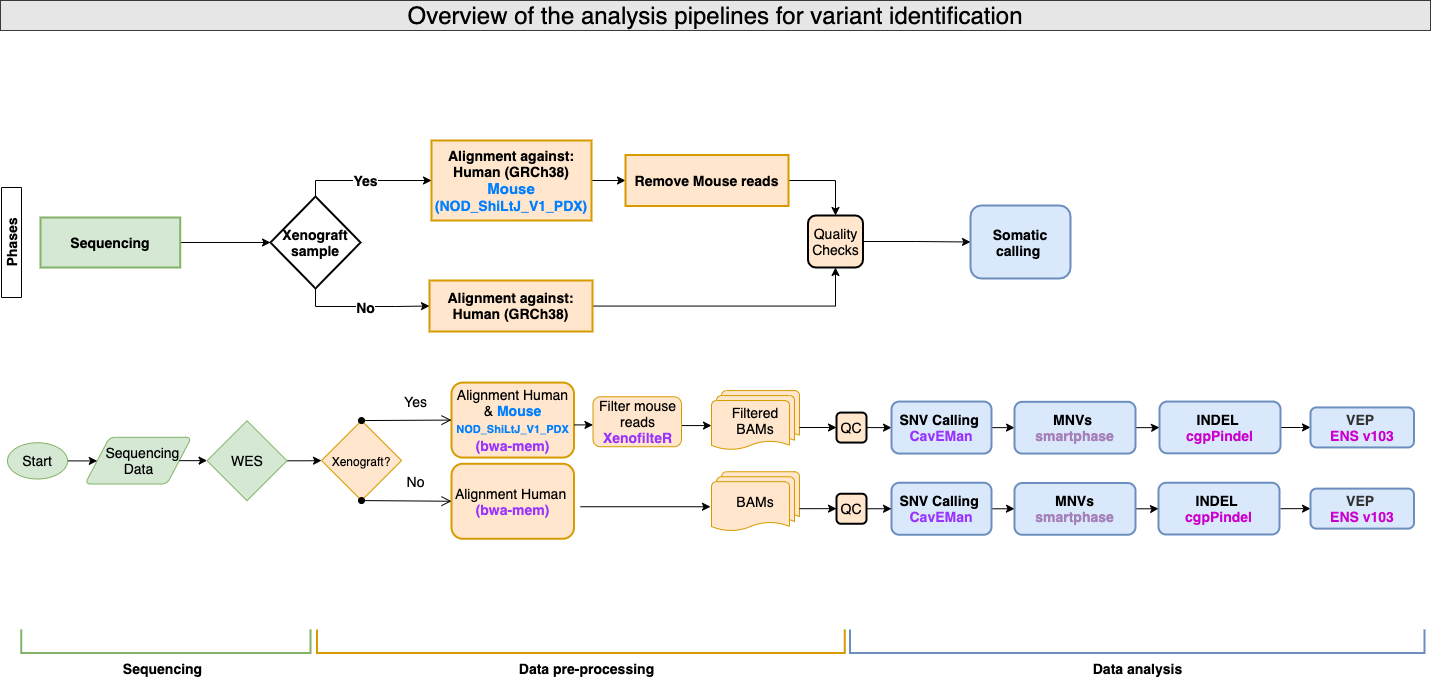 Overview of the analysis pipelines for variant identification
Phases
Sequencing
Xenograft
sample
Yes
No
Alignment against:
Human (GRCh38)
Mouse
(NOD_ShiLtJ_V1_PDX)
Remove Mouse reads
Alignment against:
Human (GRCh38)
Quality
Checks
Somatic
calling
Start
Sequencing
Data
WES
Xenograft?
Yes
Alignment Human
& Mouse
NOD_ShiLtJ_V1_PDX
(bwa-mem)
Filter mouse
reads
XenofilteR
Filtered
BAMs
QC
SNV Calling
CavEMan
MNVs
smartphase
INDEL
cgpPindel
VEP
ENS v103
No
Alignment Human
(bwa-mem)
BAMs
QC
SNV Calling
CavEMan
MNVs
smartphase
INDEL
cgpPindel
VEP
ENS v103
Sequencing
Data pre-processing
Data analysis